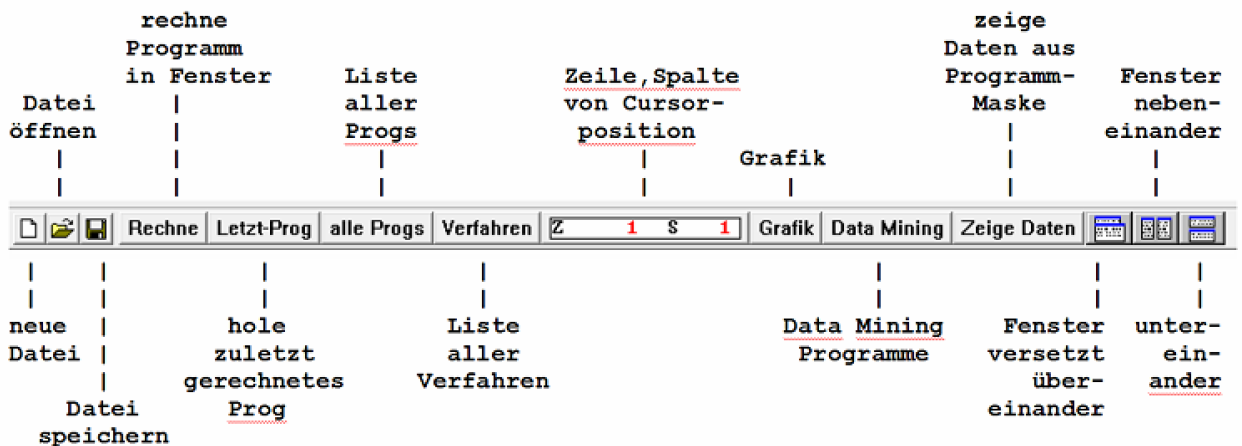 rechne
Programm
in Fenster
zeige
Daten aus
Programm-
Maske
Liste
aller
Progs
Zeile,Spalte
von Cursor-
position
Fenster
neben-
einander
Datei
öffnen
Grafik
Rechne Letzt-Prog alle Progs Verfahren Z 1 S 1 Grafik Data Mining Zeige Daten
neue
Datei
Datei
speichern
hole
zuletzt
gerechnetes
Prog
Liste
aller
Verfahren
Data Mining
Programme
Fenster
versetzt
über-
einander
unter-
ein-
ander